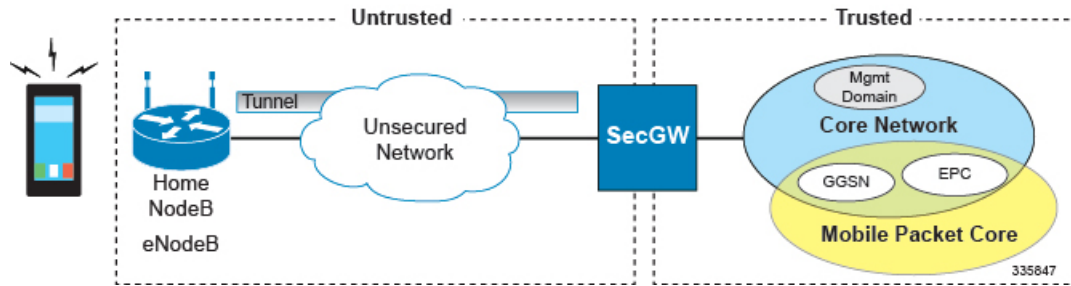 Untrusted
Trusted
Tunnel
Unsecured
Network
Home
NodeB
eNodeB
SecGW
Mgmt
Domain
Core Network
GGSN
EPC
Mobile Packet Core
335847